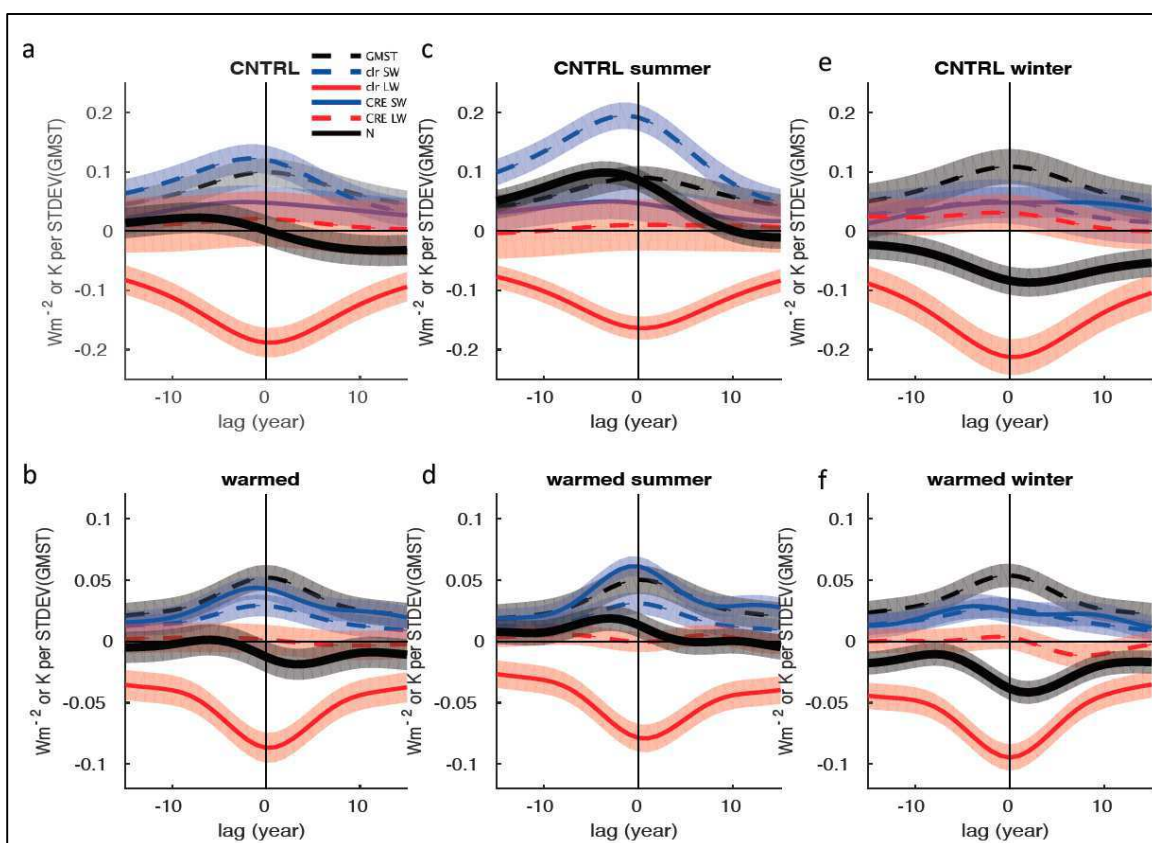 a
CNTRL
GMST
clr SW
clr LW
CRE SW
CRE LW
N
Wm⁻² or K per STDEV(GMST)
0.2
0.1
0
-0.1
-0.2
-10
0
10
lag (year)
c
CNTRL summer
Wm⁻² or K per STDEV(GMST)
0.2
0.1
0
-0.1
-0.2
-10
0
10
lag (year)
e
CNTRL winter
Wm⁻² or K per STDEV(GMST)
0.2
0.1
0
-0.1
-0.2
-10
0
10
lag (year)
b
warmed
Wm⁻² or K per STDEV(GMST)
0.1
0.05
0
-0.05
-0.1
-10
0
10
lag (year)
d
warmed summer
Wm⁻² or K per STDEV(GMST)
0.1
0.05
0
-0.05
-0.1
-10
0
10
lag (year)
f
warmed winter
Wm⁻² or K per STDEV(GMST)
0.1
0.05
0
-0.05
-0.1
-10
0
10
lag (year)